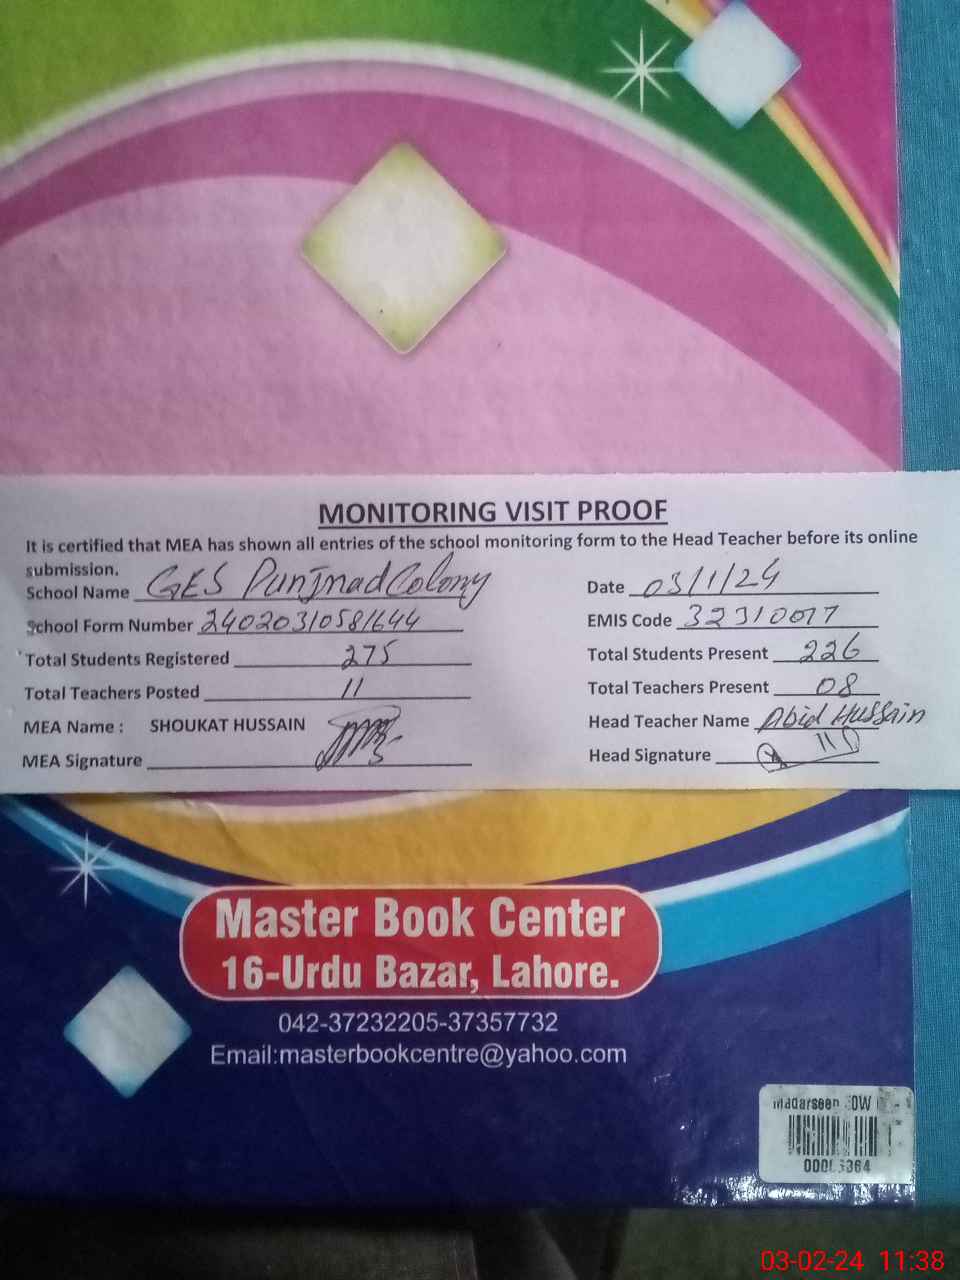 MONITORING VISIT PROOF
It is certified that MEA has shown all entries of the school monitoring form to the Head Teacher before its online
submission.
School Name GES Punjnad Colony Date 03/1/24
School Form Number 24020310581644 EMIS Code 32310077
Total Students Registered 275 Total Students Present 226
Total Teachers Posted 11 Total Teachers Present 08
MEA Name : SHOUKAT HUSSAIN Head Teacher Name Abid Hussain
MEA Signature Head Signature
Master Book Center
16-Urdu Bazar, Lahore.
042-37232205-37357732
Email:masterbookcentre@yahoo.com
03-02-24 11:38